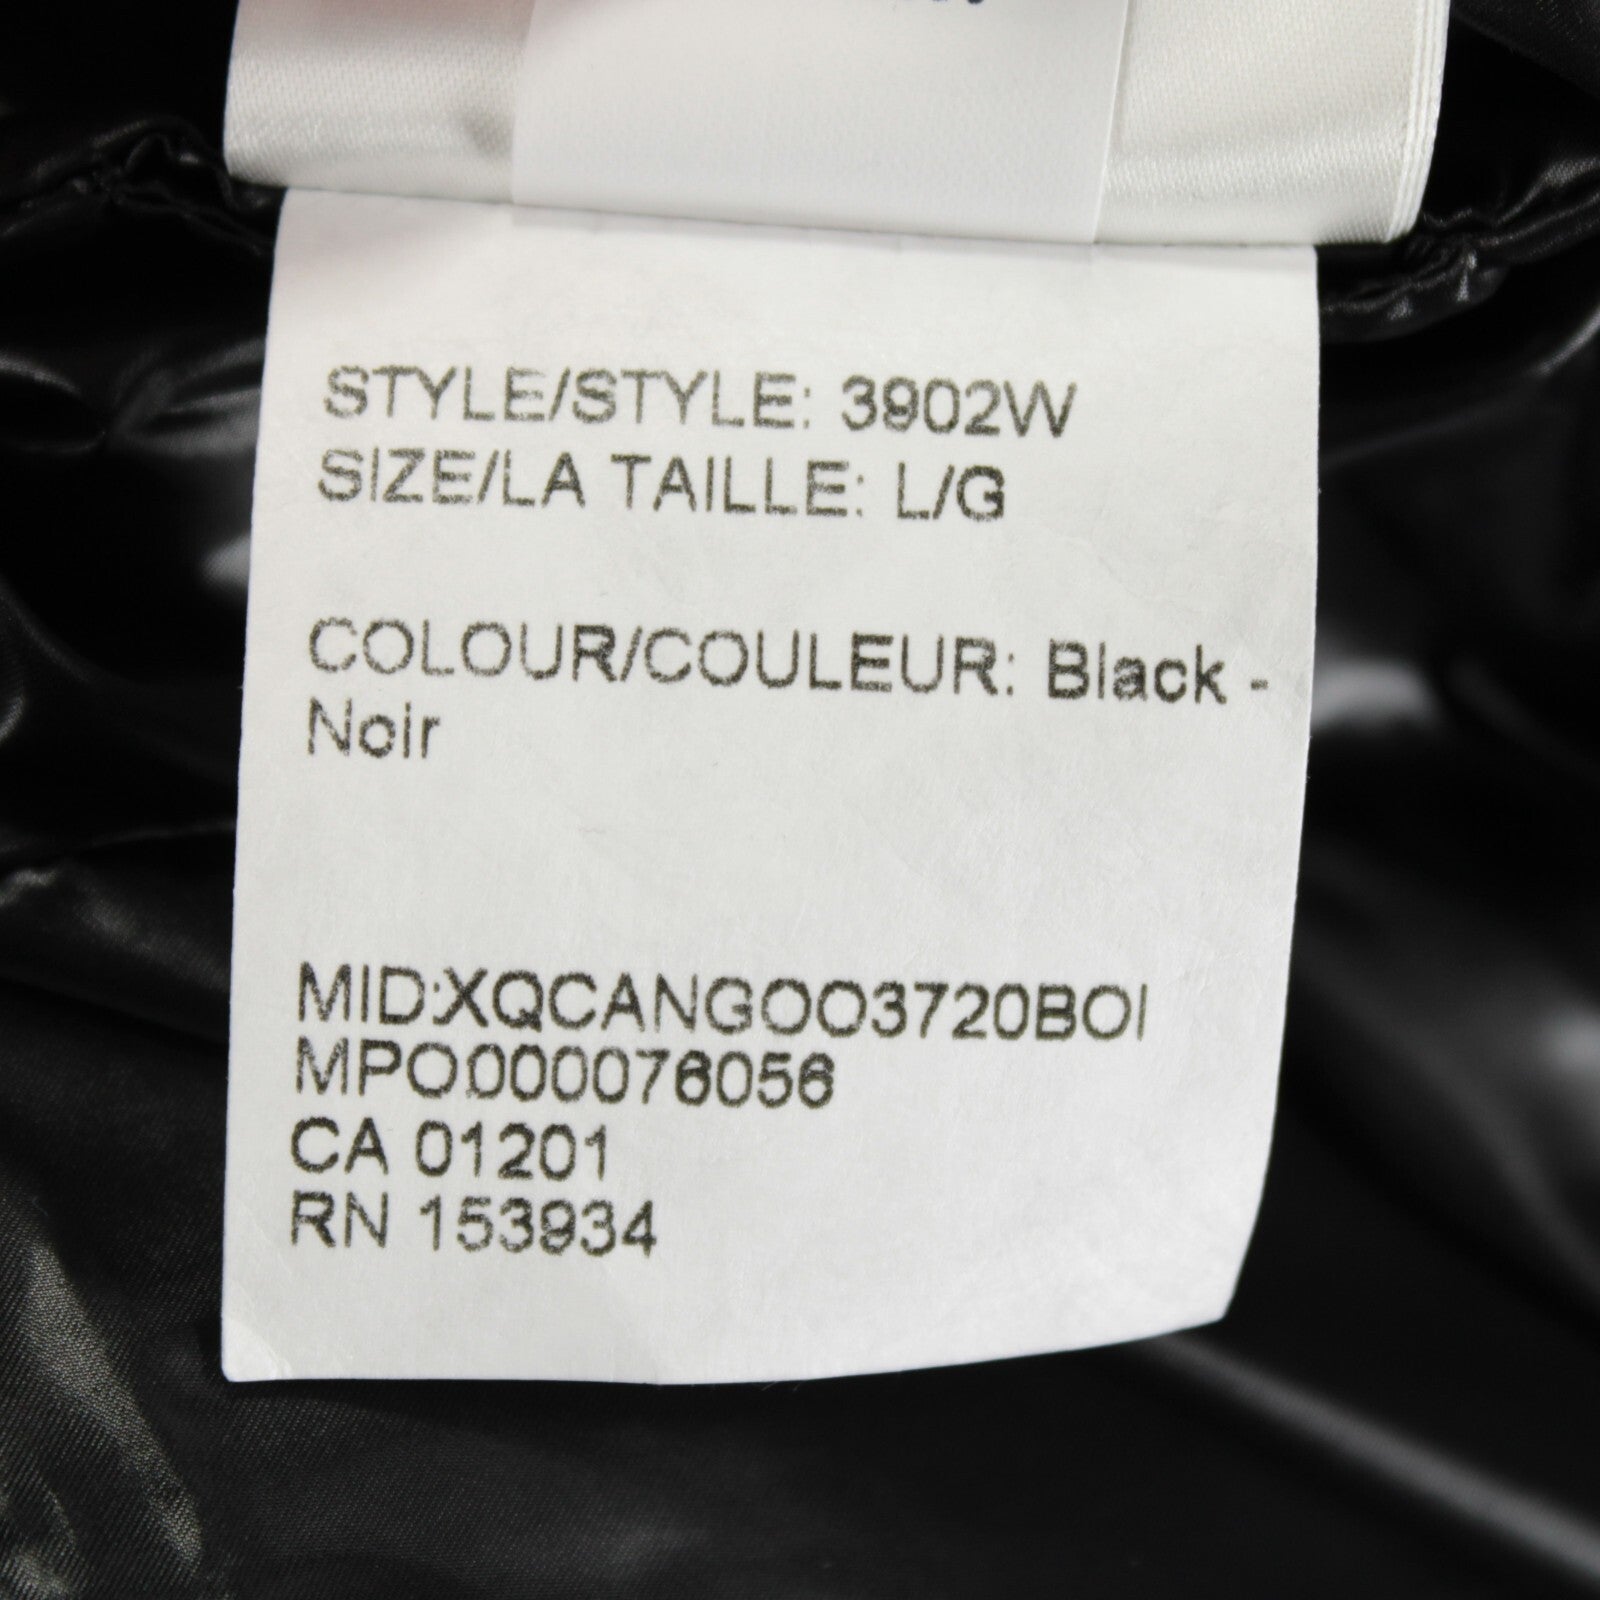 STYLE/STYLE: 3902W
SIZE/LA TAILLE: L/G
COLOUR/COULEUR: Black -
Noir
MID:XQCANGOO3720BOI
MPO000076056
CA 01201
RN 153934